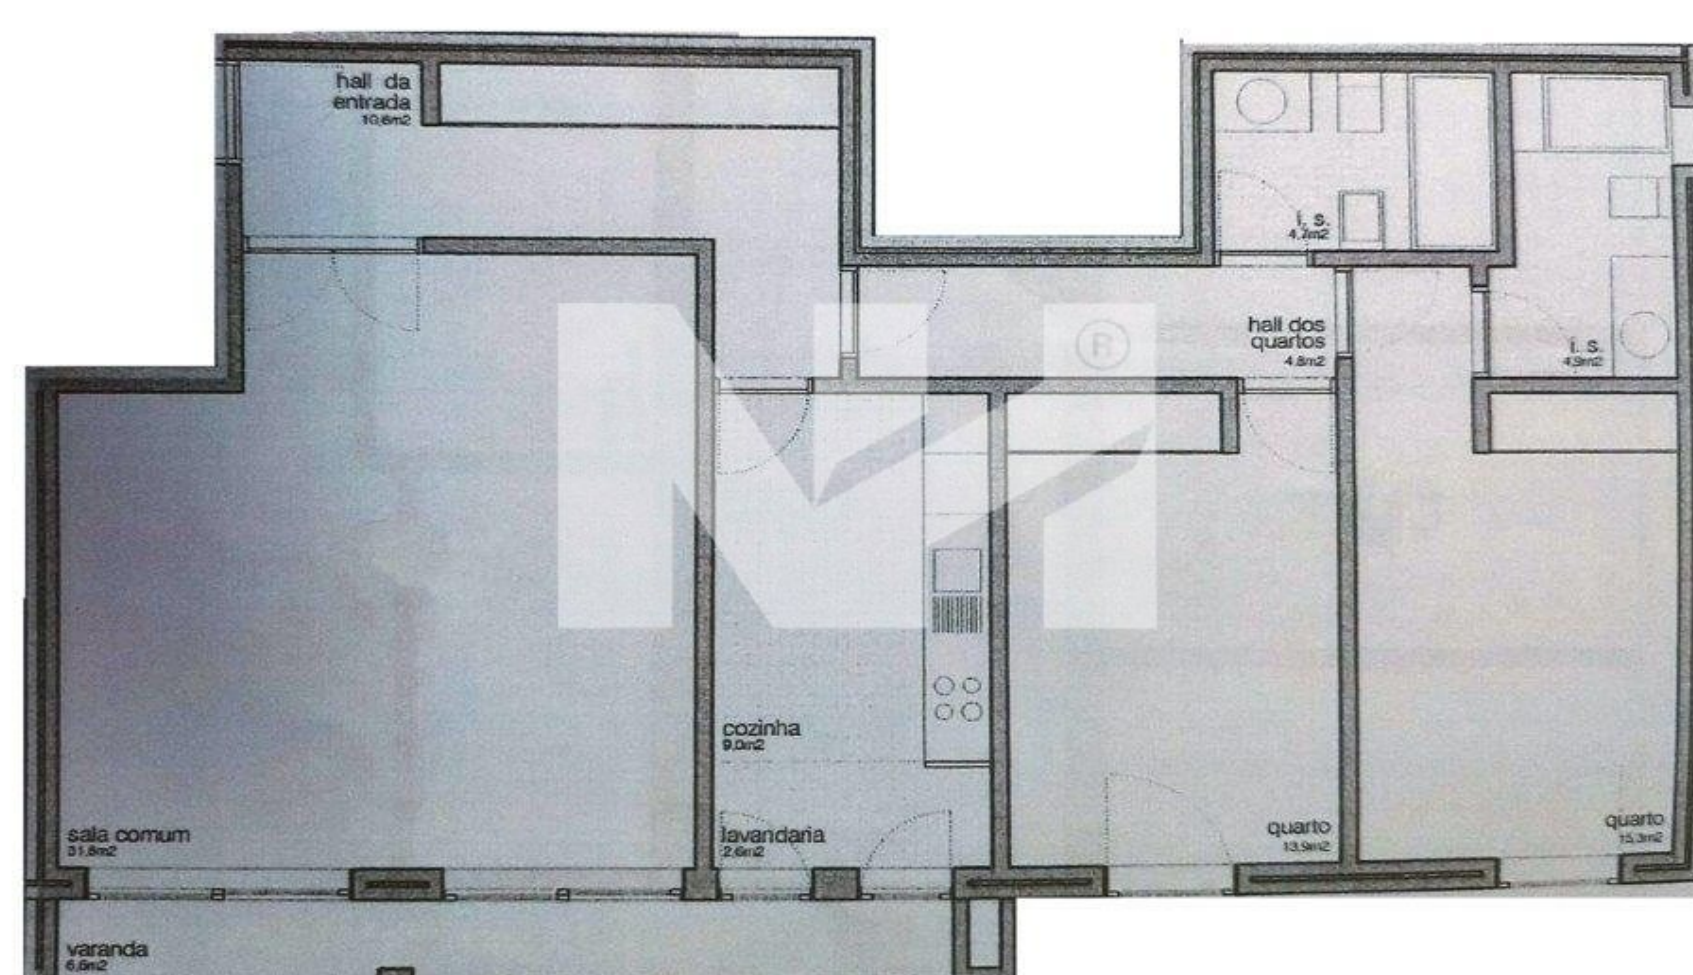 hall da
entrada
10,6m2
i. s.
4,7m2
hall dos
quartos
4,8m2
i. s.
4,9m2
®
cozinha
9,0m2
sala comum
31,8m2
lavandaria
2,6m2
quarto
13,9m2
quarto
15,3m2
varanda
6,6m2